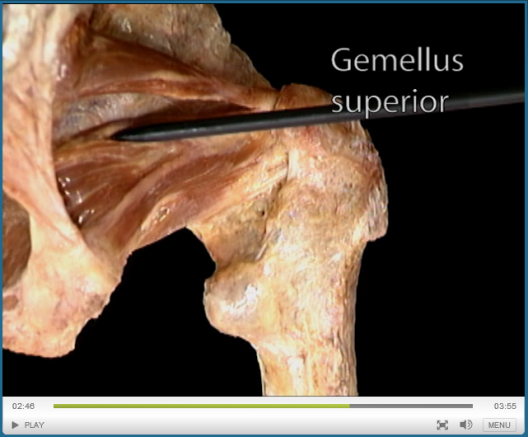 Gemellus
superior
02:46
03:55
PLAY
MENU